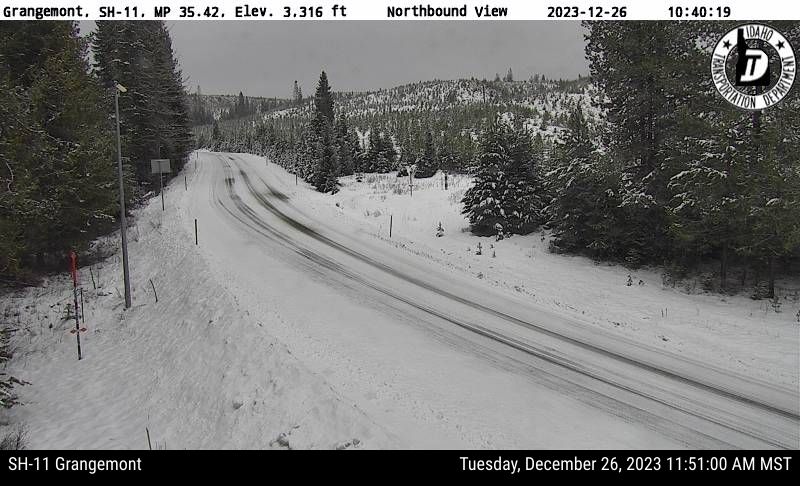 Grangemont, SH-11, MP 35.42, Elev. 3,316 ft Northbound View 2023-12-26 10:40:19
IDAHO
TRANSPORTATION DEPARTMENT
SH-11 Grangemont Tuesday, December 26, 2023 11:51:00 AM MST